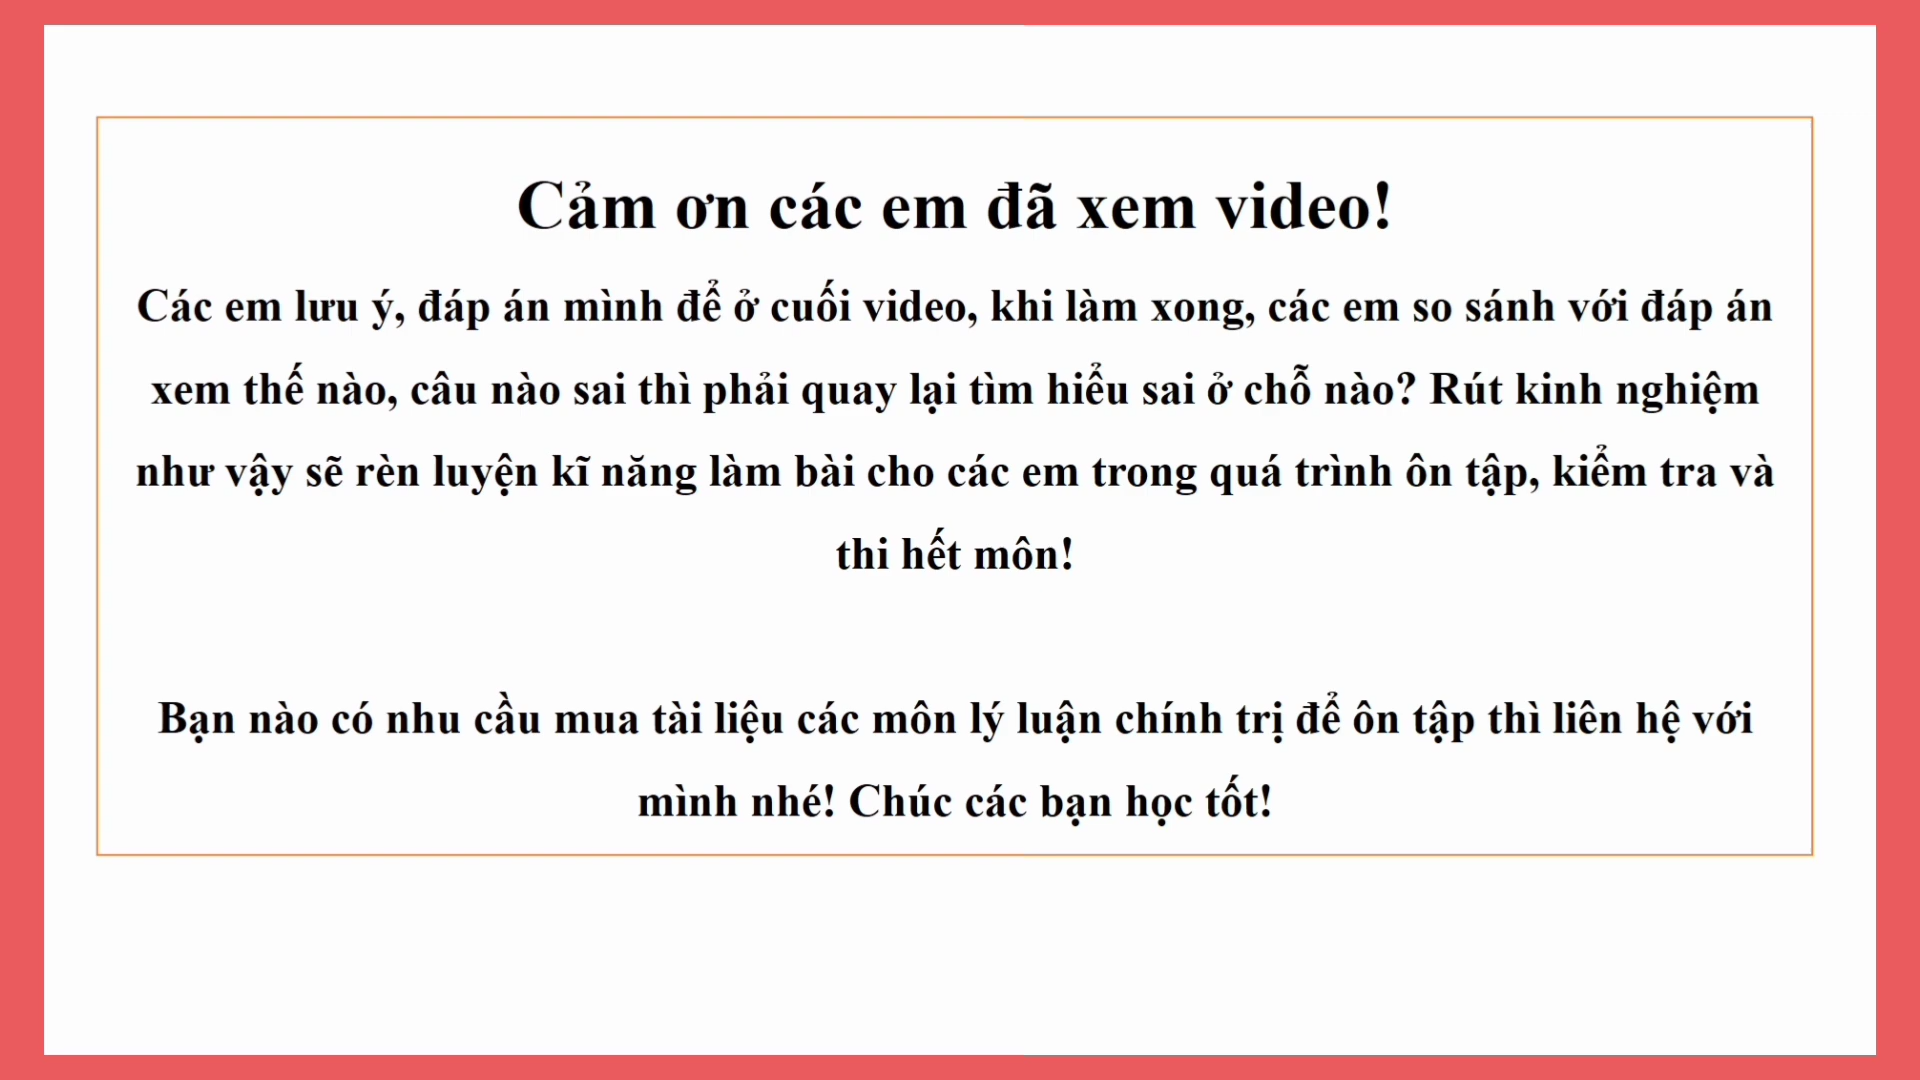 Cảm ơn các em đã xem video!
Các em lưu ý, đáp án mình để ở cuối video, khi làm xong, các em so sánh với đáp án
xem thế nào, câu nào sai thì phải quay lại tìm hiểu sai ở chỗ nào? Rút kinh nghiệm
như vậy sẽ rèn luyện kĩ năng làm bài cho các em trong quá trình ôn tập, kiểm tra và
thi hết môn!
Bạn nào có nhu cầu mua tài liệu các môn lý luận chính trị để ôn tập thì liên hệ với
mình nhé! Chúc các bạn học tốt!